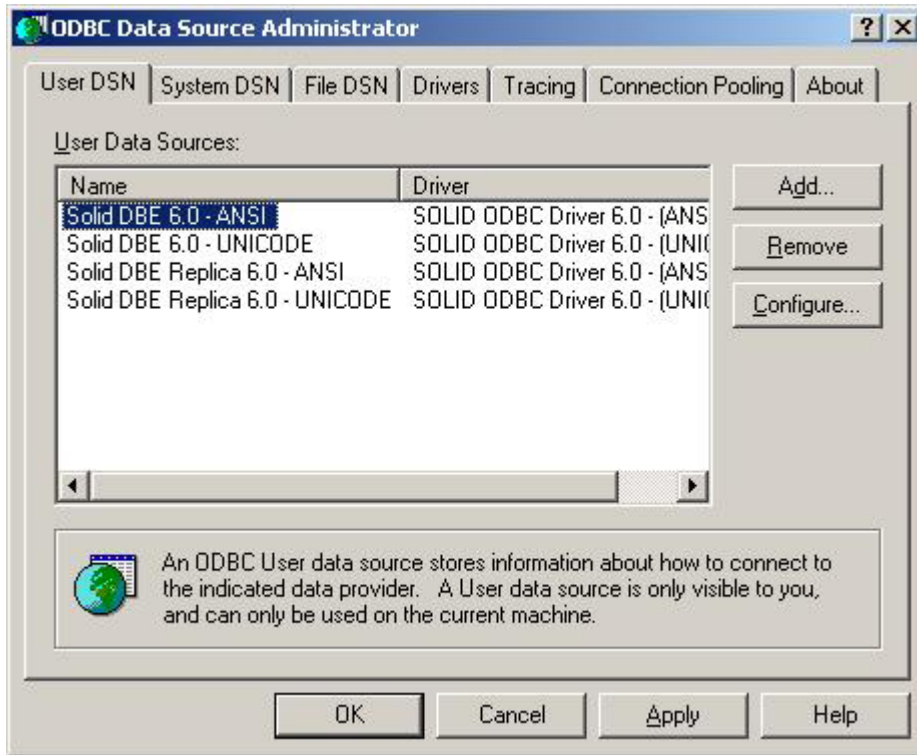 ODBC Data Source Administrator
User DSN System DSN File DSN Drivers Tracing Connection Pooling About
User Data Sources:
Name Driver
Solid DBE 6.0 - ANSI SOLID ODBC Driver 6.0 - (ANS
Solid DBE 6.0 - UNICODE SOLID ODBC Driver 6.0 - (UNI
Solid DBE Replica 6.0 - ANSI SOLID ODBC Driver 6.0 - (ANS
Solid DBE Replica 6.0 - UNICODE SOLID ODBC Driver 6.0 - (UNI
Add...
Remove
Configure...
An ODBC User data source stores information about how to connect to
the indicated data provider. A User data source is only visible to you,
and can only be used on the current machine.
OK Cancel Apply Help